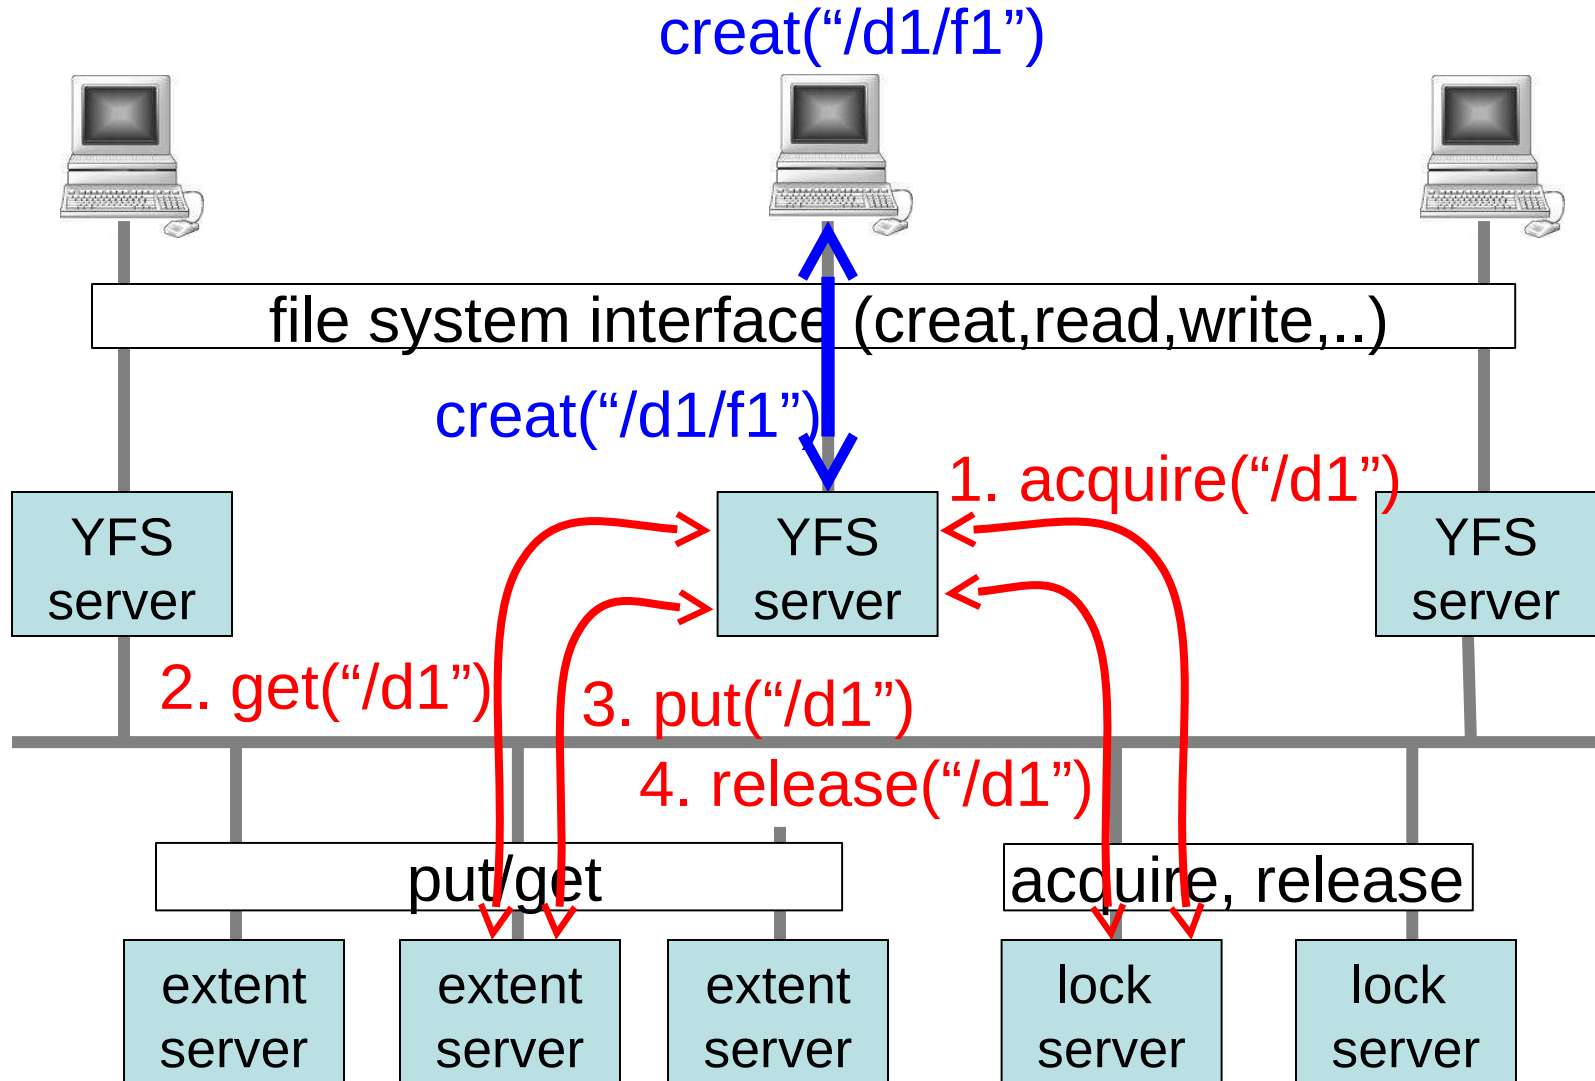 creat(“/d1/f1”)
file system interface (creat,read,write,..)
creat(“/d1/f1”)
1. acquire(“/d1”)
YFS
server
YFS
server
YFS
server
2. get(“/d1”)
3. put(“/d1”)
4. release(“/d1”)
put/get
acquire, release
extent
server
extent
server
extent
server
lock
server
lock
server